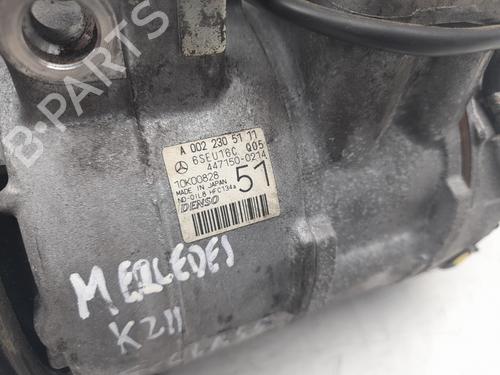 B-PARTS
A 002 230 51 11
6SEU16C Q05
447150-0214
10K00828
MADE IN JAPAN
ND-OIL8 HFC134a
51
DENSO
MERCEDES
K211
CLASE